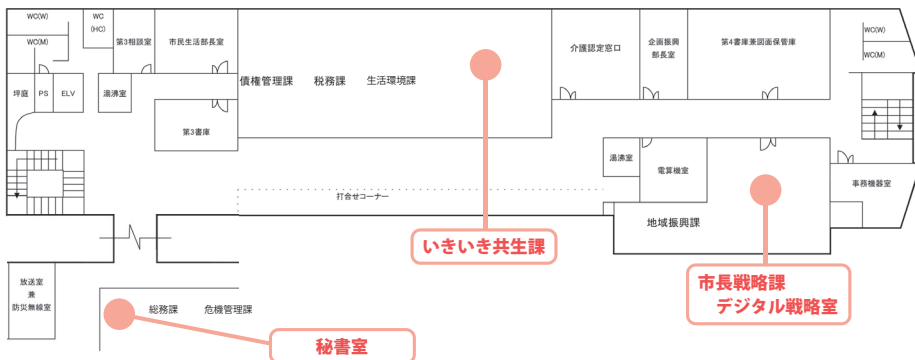 WC(W)
WC(M)
WC
(HC)
第3相談室
市民生活部長室
坪庭
PS
ELV
湯沸室
第3書庫
債権管理課
税務課
生活環境課
介護認定窓口
企画振興
部長室
第4書庫兼図面保管庫
WC(W)
WC(M)
湯沸室
電算機室
事務機器室
打合せコーナー
地域振興課
いきいき共生課
市長戦略課
デジタル戦略室
放送室
兼
防災無線室
総務課
危機管理課
秘書室